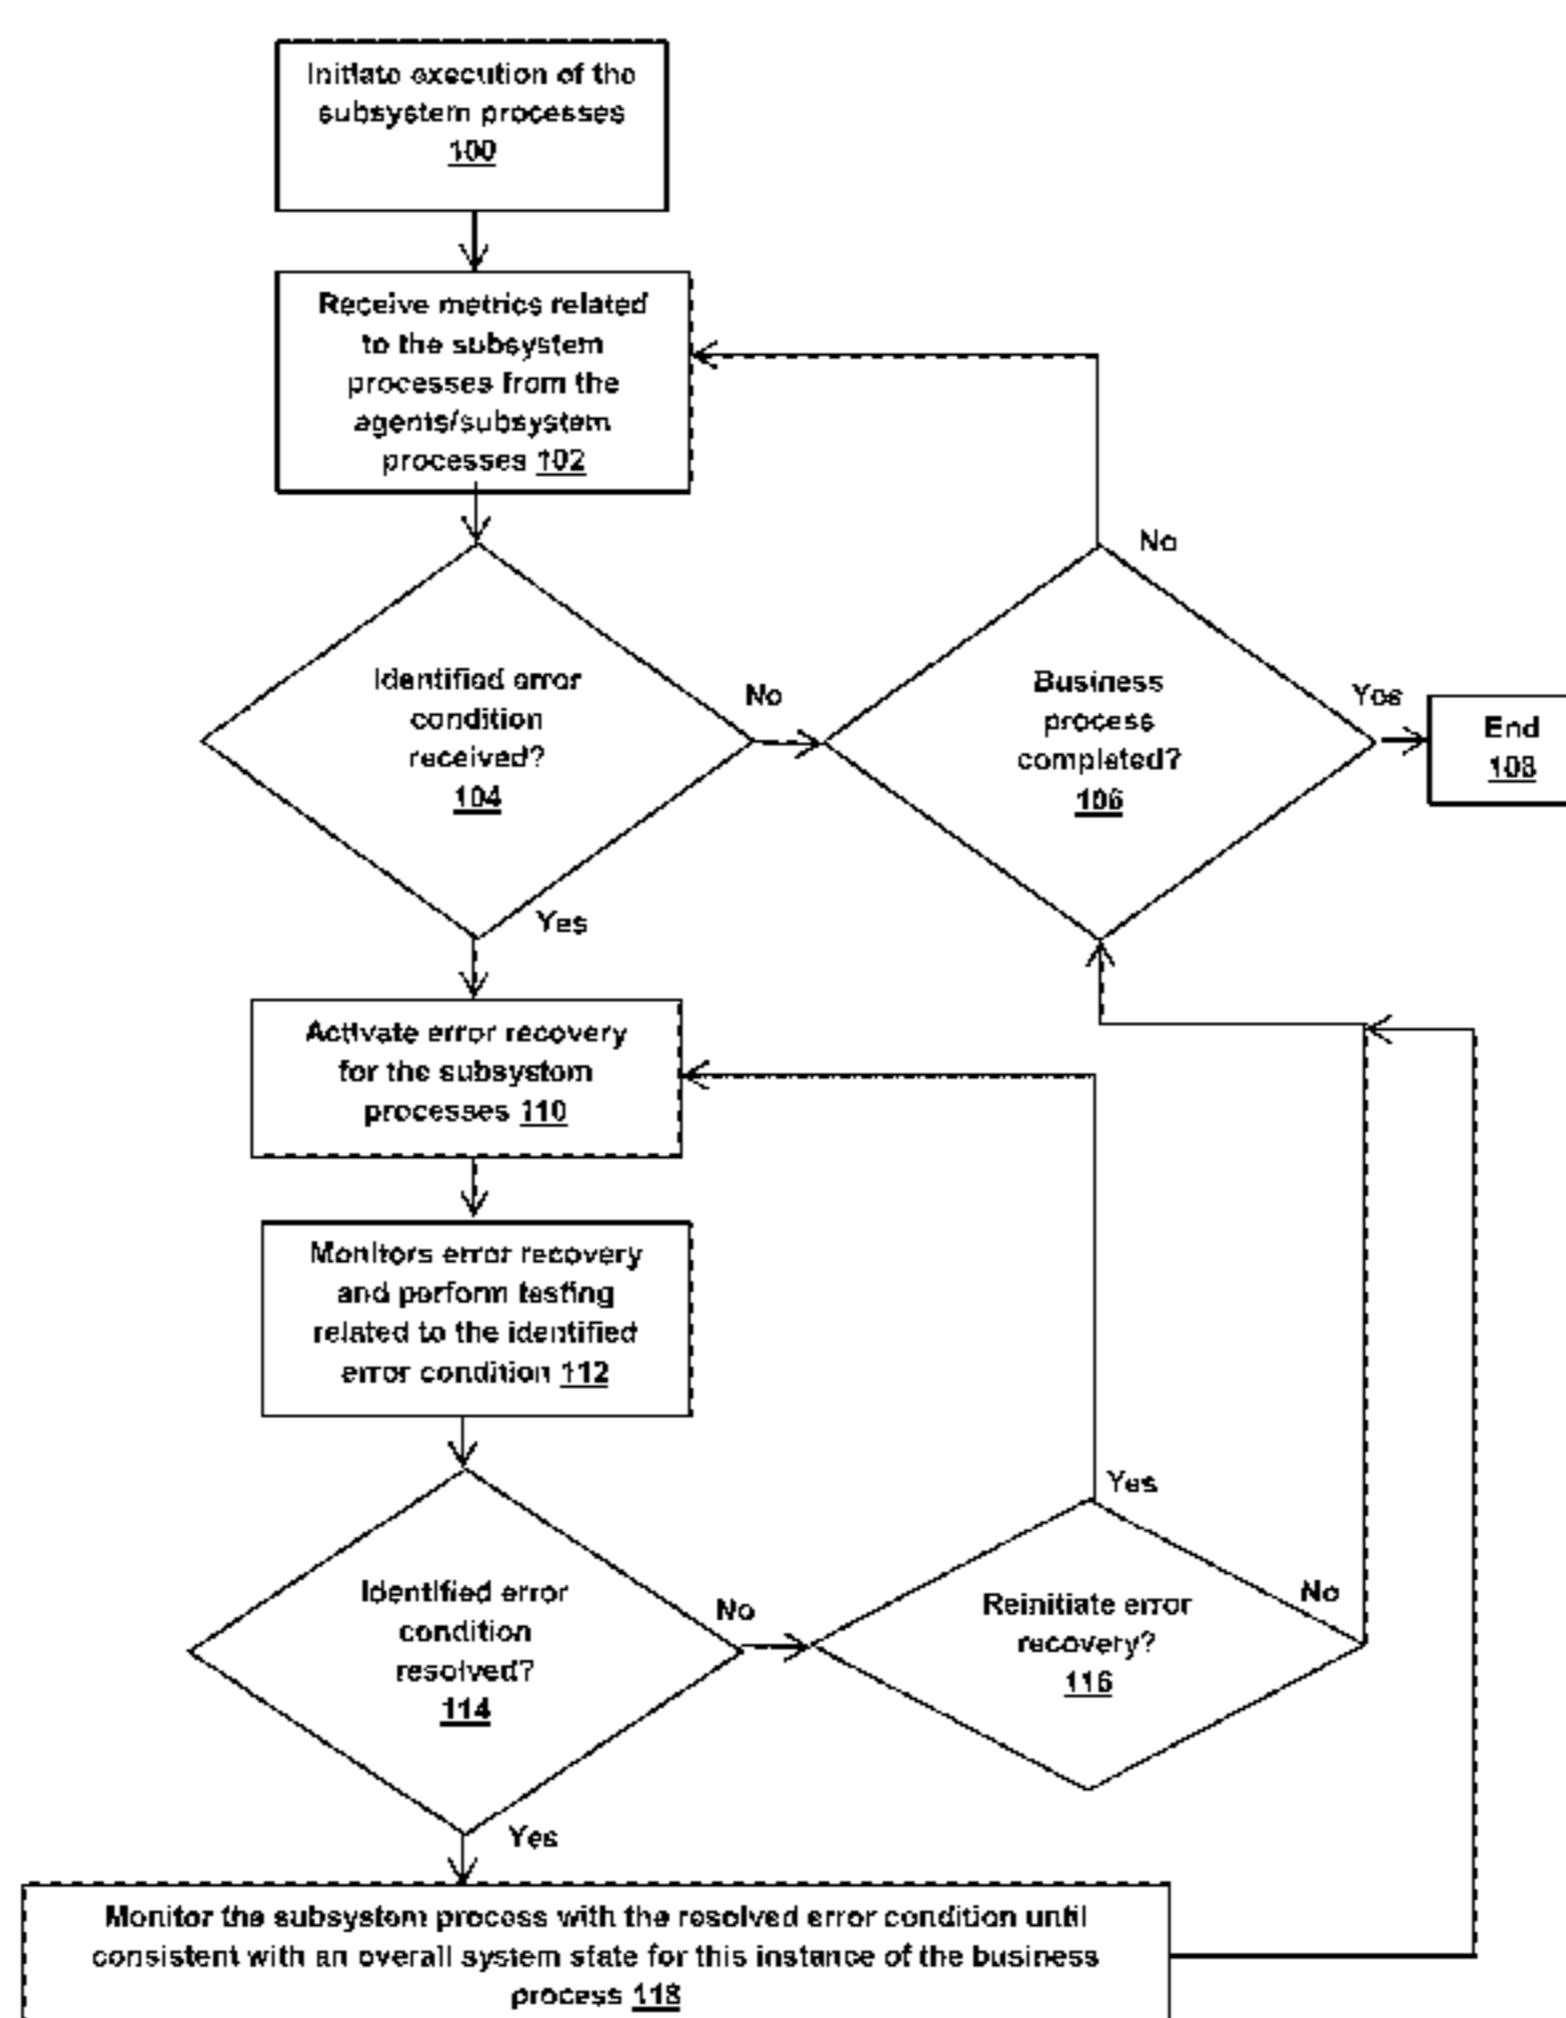 Initiate execution of the
subsystem processes
100
Receive metrics related
to the subsystem
processes from the
agents/subsystem
processes 102
No
Identified error
condition
received?
104
No
Business
process
completed?
106
Yes
End
108
Yes
Activate error recovery
for the subsystem
processes 110
Monitors error recovery
and perform testing
related to the identified
error condition 112
Yes
Identified error
condition
resolved?
114
No
Reinitiate error
recovery?
116
No
Yes
Monitor the subsystem process with the resolved error condition until
consistent with an overall system state for this instance of the business
process 118